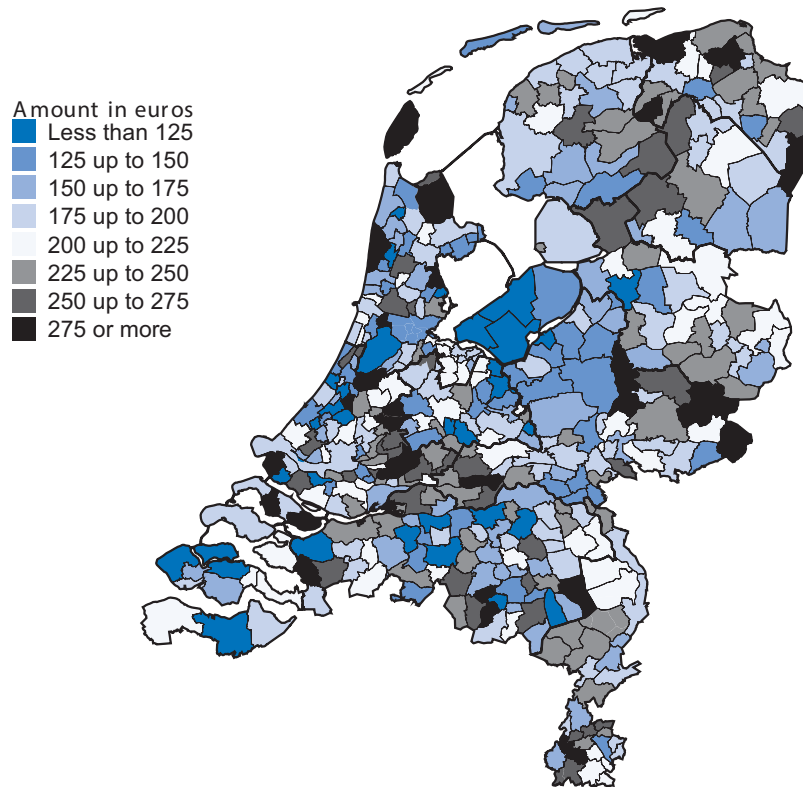 Amount in euros
Less than 125
125 up to 150
150 up to 175
175 up to 200
200 up to 225
225 up to 250
250 up to 275
275 or more